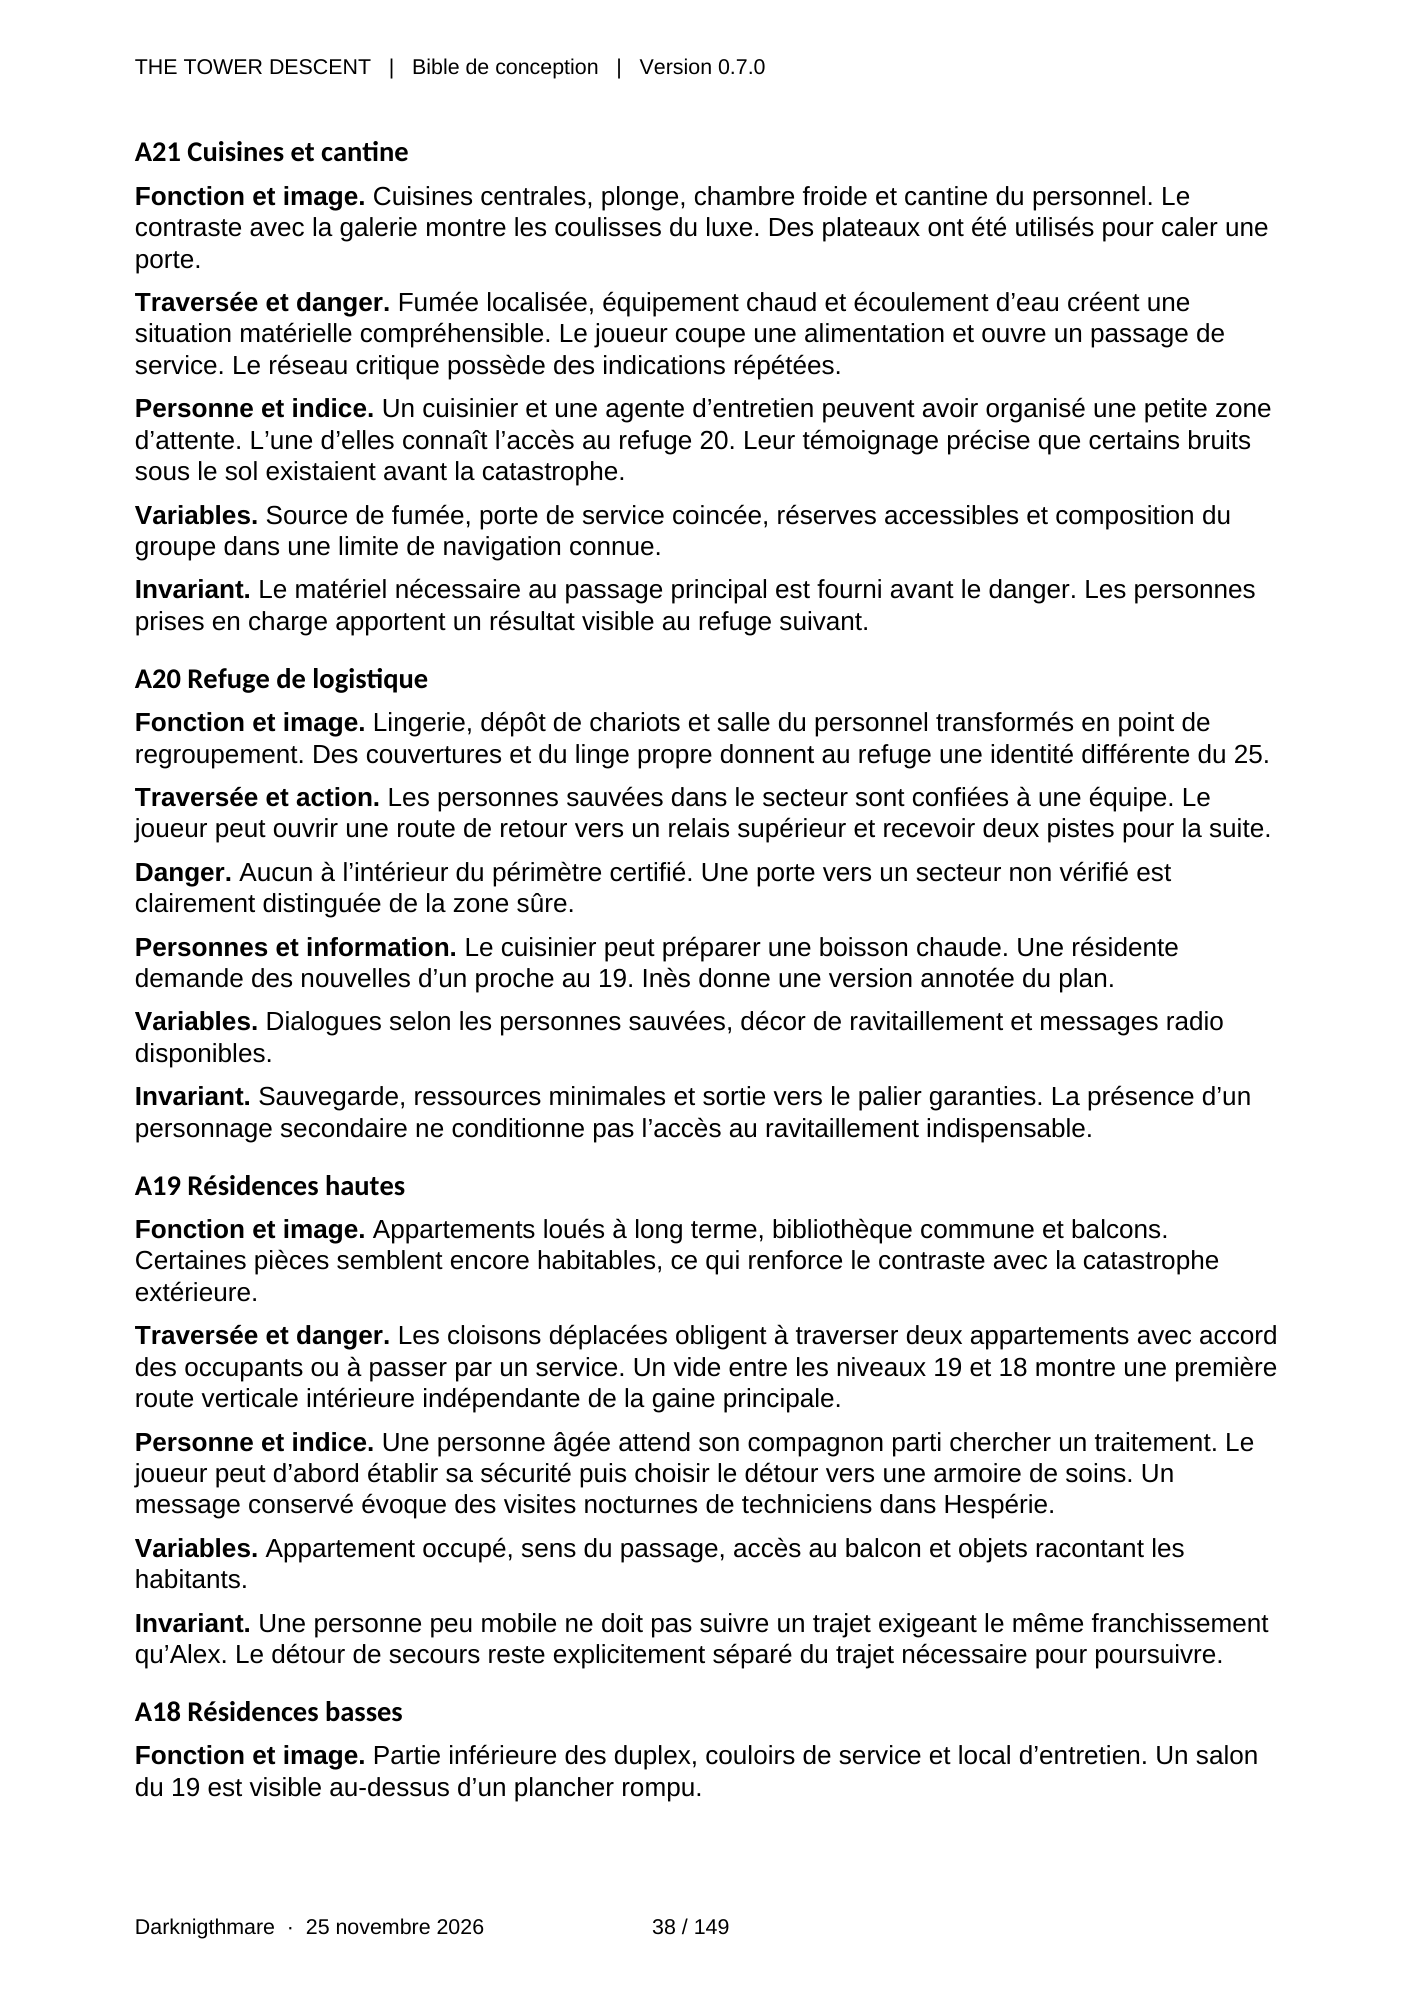 THE TOWER DESCENT | Bible de conception | Version 0.7.0
A21 Cuisines et cantine
Fonction et image. Cuisines centrales, plonge, chambre froide et cantine du personnel. Le
contraste avec la galerie montre les coulisses du luxe. Des plateaux ont été utilisés pour caler une
porte.
Traversée et danger. Fumée localisée, équipement chaud et écoulement d’eau créent une
situation matérielle compréhensible. Le joueur coupe une alimentation et ouvre un passage de
service. Le réseau critique possède des indications répétées.
Personne et indice. Un cuisinier et une agente d’entretien peuvent avoir organisé une petite zone
d’attente. L’une d’elles connaît l’accès au refuge 20. Leur témoignage précise que certains bruits
sous le sol existaient avant la catastrophe.
Variables. Source de fumée, porte de service coincée, réserves accessibles et composition du
groupe dans une limite de navigation connue.
Invariant. Le matériel nécessaire au passage principal est fourni avant le danger. Les personnes
prises en charge apportent un résultat visible au refuge suivant.
A20 Refuge de logistique
Fonction et image. Lingerie, dépôt de chariots et salle du personnel transformés en point de
regroupement. Des couvertures et du linge propre donnent au refuge une identité différente du 25.
Traversée et action. Les personnes sauvées dans le secteur sont confiées à une équipe. Le
joueur peut ouvrir une route de retour vers un relais supérieur et recevoir deux pistes pour la suite.
Danger. Aucun à l’intérieur du périmètre certifié. Une porte vers un secteur non vérifié est
clairement distinguée de la zone sûre.
Personnes et information. Le cuisinier peut préparer une boisson chaude. Une résidente
demande des nouvelles d’un proche au 19. Inès donne une version annotée du plan.
Variables. Dialogues selon les personnes sauvées, décor de ravitaillement et messages radio
disponibles.
Invariant. Sauvegarde, ressources minimales et sortie vers le palier garanties. La présence d’un
personnage secondaire ne conditionne pas l’accès au ravitaillement indispensable.
A19 Résidences hautes
Fonction et image. Appartements loués à long terme, bibliothèque commune et balcons.
Certaines pièces semblent encore habitables, ce qui renforce le contraste avec la catastrophe
extérieure.
Traversée et danger. Les cloisons déplacées obligent à traverser deux appartements avec accord
des occupants ou à passer par un service. Un vide entre les niveaux 19 et 18 montre une première
route verticale intérieure indépendante de la gaine principale.
Personne et indice. Une personne âgée attend son compagnon parti chercher un traitement. Le
joueur peut d’abord établir sa sécurité puis choisir le détour vers une armoire de soins. Un
message conservé évoque des visites nocturnes de techniciens dans Hespérie.
Variables. Appartement occupé, sens du passage, accès au balcon et objets racontant les
habitants.
Invariant. Une personne peu mobile ne doit pas suivre un trajet exigeant le même franchissement
qu’Alex. Le détour de secours reste explicitement séparé du trajet nécessaire pour poursuivre.
A18 Résidences basses
Fonction et image. Partie inférieure des duplex, couloirs de service et local d’entretien. Un salon
du 19 est visible au-dessus d’un plancher rompu.
Darknigthmare · 25 novembre 2026 38 / 149